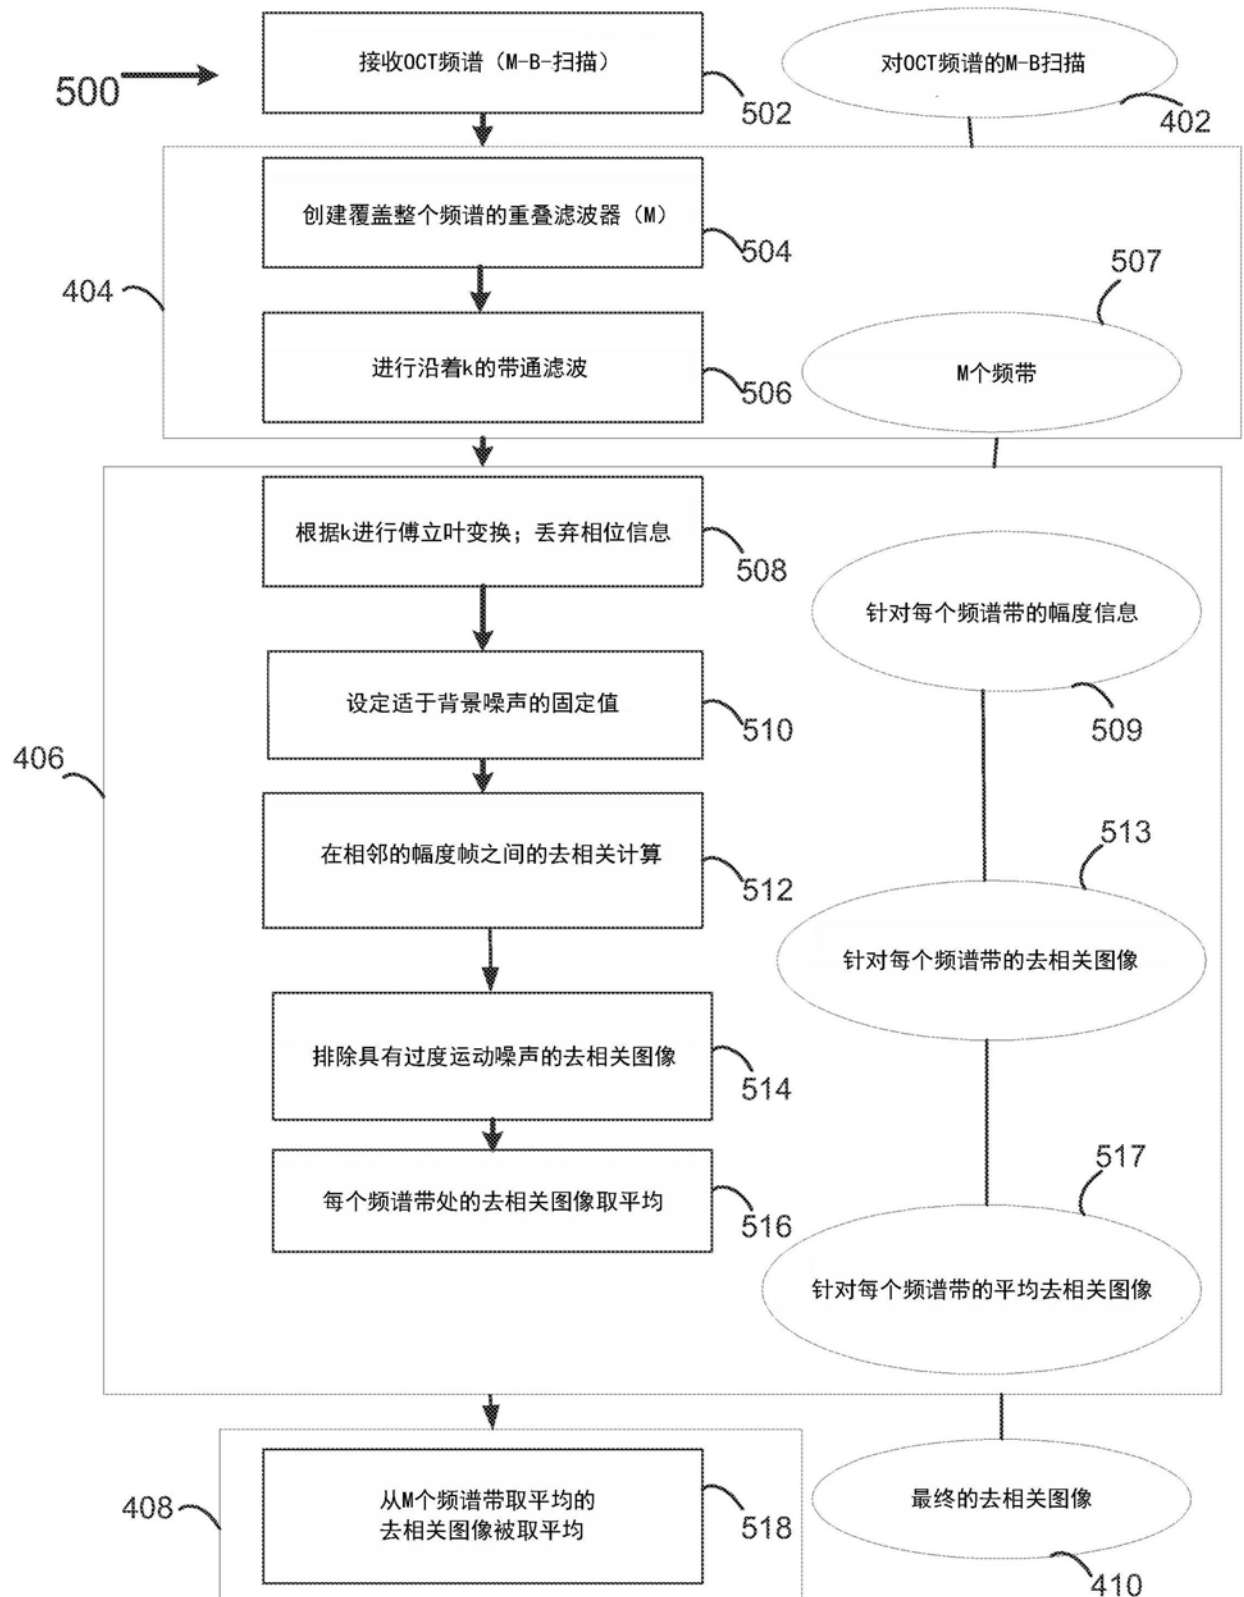 500
接收OCT频谱（M-B-扫描）
502
对OCT频谱的M-B扫描
402
404
创建覆盖整个频谱的重叠滤波器（M）
504
进行沿着k的带通滤波
506
507
M个频带
406
根据k进行傅立叶变换；丢弃相位信息
508
针对每个频谱带的幅度信息
509
设定适于背景噪声的固定值
510
在相邻的幅度帧之间的去相关计算
512
513
针对每个频谱带的去相关图像
排除具有过度运动噪声的去相关图像
514
每个频谱带处的去相关图像取平均
516
517
针对每个频谱带的平均去相关图像
408
从M个频谱带取平均的
去相关图像被取平均
518
最终的去相关图像
410